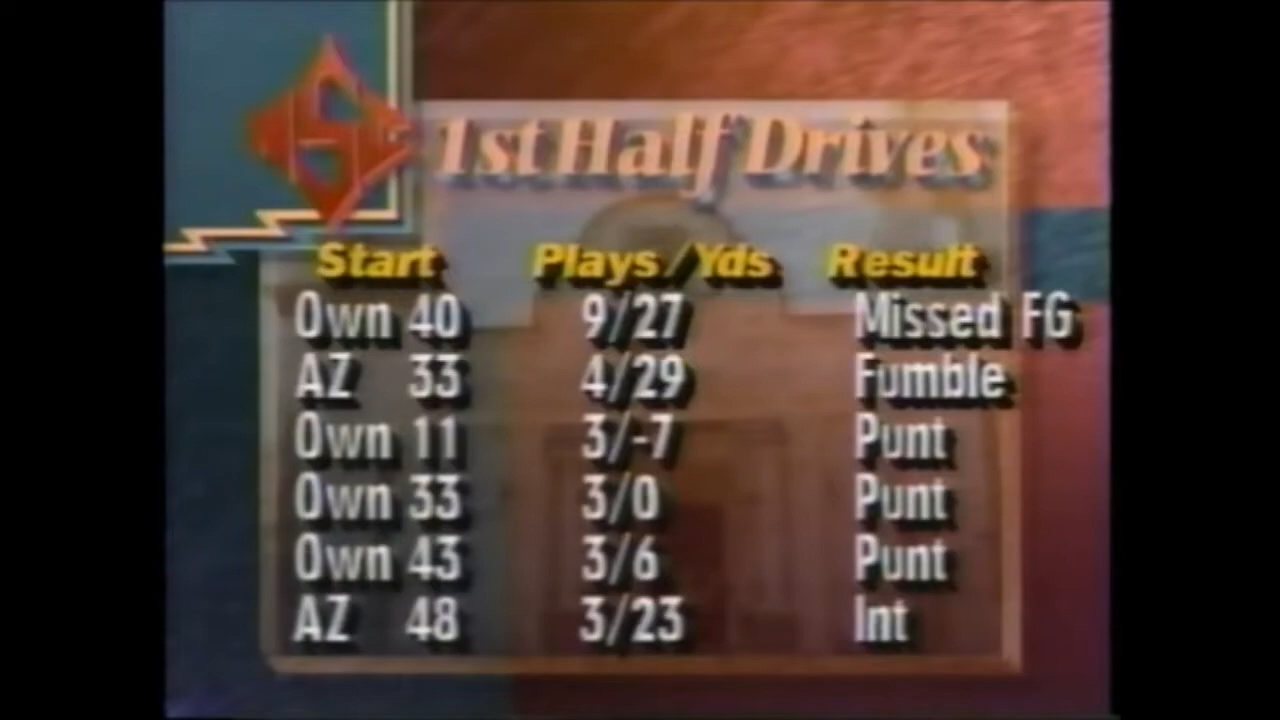 1st Half Drives
Start Plays/Yds Result
Own 40 9/27 Missed FG
AZ 33 4/29 Fumble
Own 11 3/-7 Punt
Own 33 3/0 Punt
Own 43 3/6 Punt
AZ 48 3/23 Int